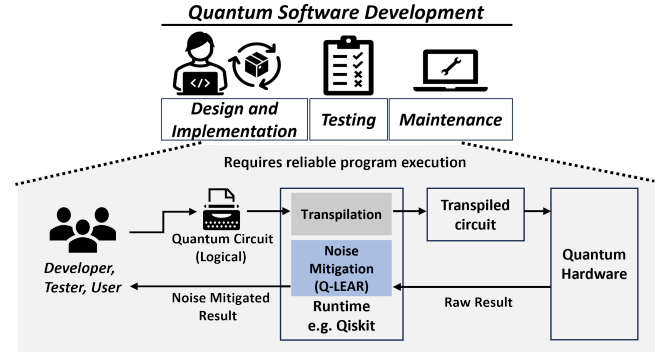 Quantum Software Development
</>
Design and
Implementation
Testing
Maintenance
Requires reliable program execution
Developer,
Tester, User
Quantum Circuit
(Logical)
Transpilation
Noise
Mitigation
(Q-LEAR)
Runtime
e.g. Qiskit
Transpiled
circuit
Quantum
Hardware
Noise Mitigated
Result
Raw Result